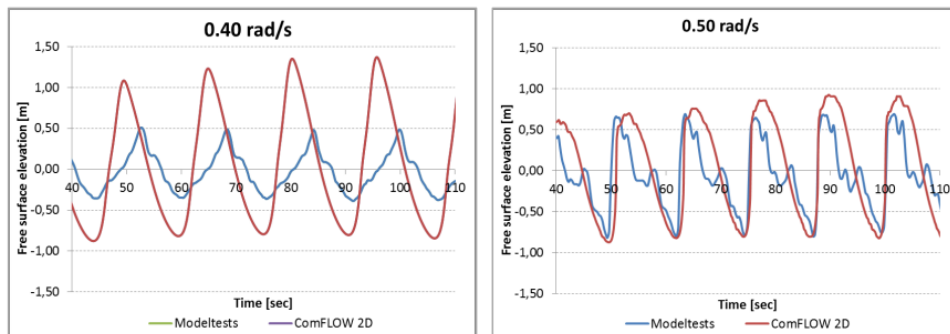 0.40 rad/s
1,50
1,00
0,50
0,00
-0,50
-1,00
-1,50
40 50 60 70 80 90 100 110
Free surface elevation [m]
Time [sec]
Modeltests ComFLOW 2D
0.50 rad/s
1,50
1,00
0,50
0,00
-0,50
-1,00
-1,50
40 50 60 70 80 90 100 110
Free surface elevation [m]
Time [sec]
Modeltests ComFLOW 2D